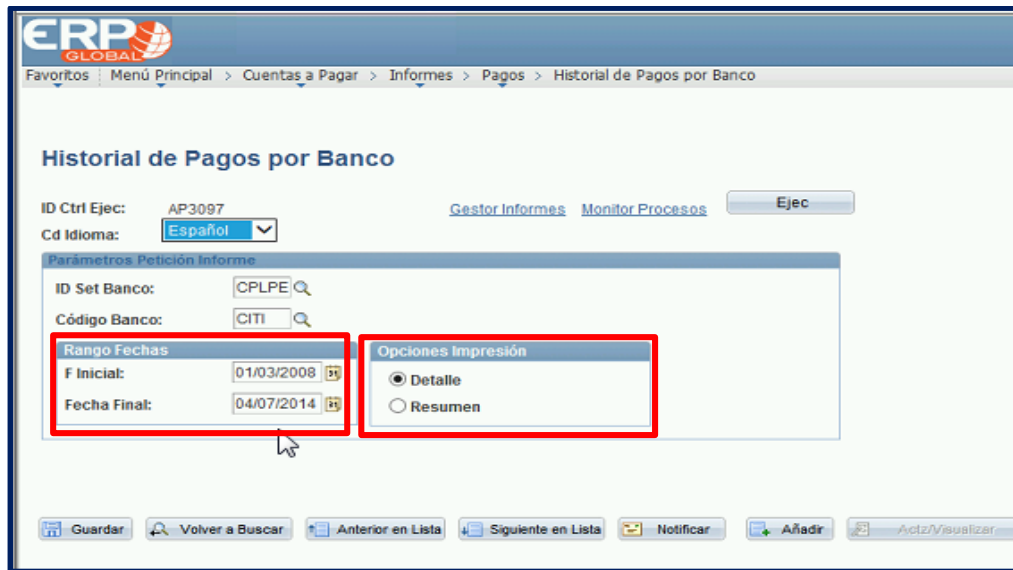 ERP
GLOBAL
Favoritos Menú Principal > Cuentas a Pagar > Informes > Pagos > Historial de Pagos por Banco
Historial de Pagos por Banco
ID Ctrl Ejec: AP3097 Gestor Informes Monitor Procesos Ejec
Cd Idioma: Español
Parámetros Petición Informe
ID Set Banco: CPLPE
Código Banco: CITI
Rango Fechas Opciones Impresión
F Inicial: 01/03/2008 Detalle
Fecha Final: 04/07/2014 Resumen
Guardar Volver a Buscar Anterior en Lista Siguiente en Lista Notificar Añadir Actz/Visualizar